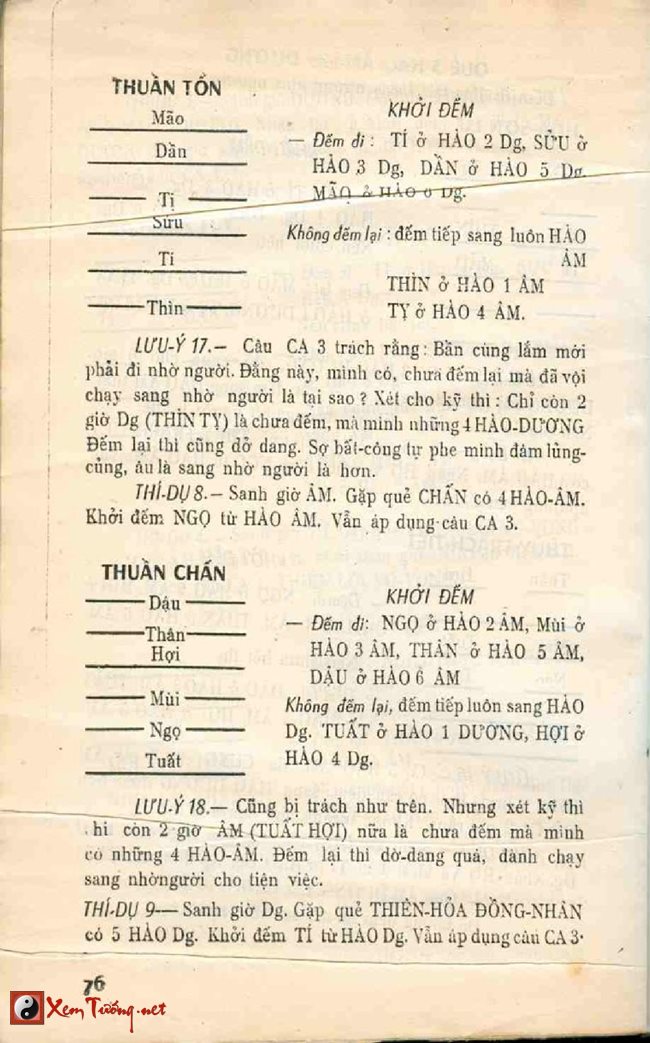 THUẦN TỐN
Mão
Dần
Tị
Sửu
Tí
Thìn
KHỞI ĐẾM
— Đếm đi : TÍ ở HÀO 2 Dg, SỬU ở
HÀO 3 Dg, DẦN ở HÀO 5 Dg
MÃO ở HÀO 6 Dg.
Không đếm lại : đếm tiếp sang luôn HÀO
ÂM
THÌN ở HÀO 1 ÂM
TỴ ở HÀO 4 ÂM.
LƯU-Ý 17.— Câu CA 3 trách rằng : Bần cùng lắm mới
phải đi nhờ người. Đằng này, mình có, chưa đếm lại mà đã vội
chạy sang nhờ người là tại sao ? Xét cho kỹ thì : Chỉ còn 2
giờ Dg (THÌN TY) là chưa đếm, mà mình những 4 HÀO-DƯƠNG
Đếm lại thì cũng dở dang. Sợ bất-công tự phe mình đám lủng-
củng, âu là sang nhờ người là hơn.
THÍ-DỤ 8.— Sanh giờ ÂM. Gặp quẻ CHẤN có 4 HÀO-ÂM.
Khởi đếm NGỌ từ HÀO ÂM. Vẫn áp dụng câu CA 3.
THUẦN CHẤN
Dậu
Thân
Hợi
Mùi
Ngọ
Tuất
KHỞI ĐẾM
— Đếm đi: NGỌ ở HÀO 2 ÂM, Mùi ở
HÀO 3 ÂM, THÂN ở HÀO 5 ÂM,
DẬU ở HÀO 6 ÂM
Không đếm lại, đếm tiếp luôn sang HÀO
Dg. TUẤT ở HÀO 1 DƯƠNG, HỢI ở
HÀO 4 Dg.
LƯU-Ý 18.— Cũng bị trách như trên. Nhưng xét kỹ thì
hỉ còn 2 giờ ÂM (TUẤT HỢI) nữa là chưa đếm mà mình
có những 4 HÀO-ÂM. Đếm lại thì dở-dang quá, đành chạy
sang nhờngười cho tiện việc.
THÍ-DỤ 9— Sanh giờ Dg. Gặp quẻ THIÊN-HỎA ĐỒNG-NHÂN
có 5 HÀO Dg. Khởi đếm TÍ từ HÀO Dg. Vẫn áp dụng câu CA 3.
76
XemTướng.net